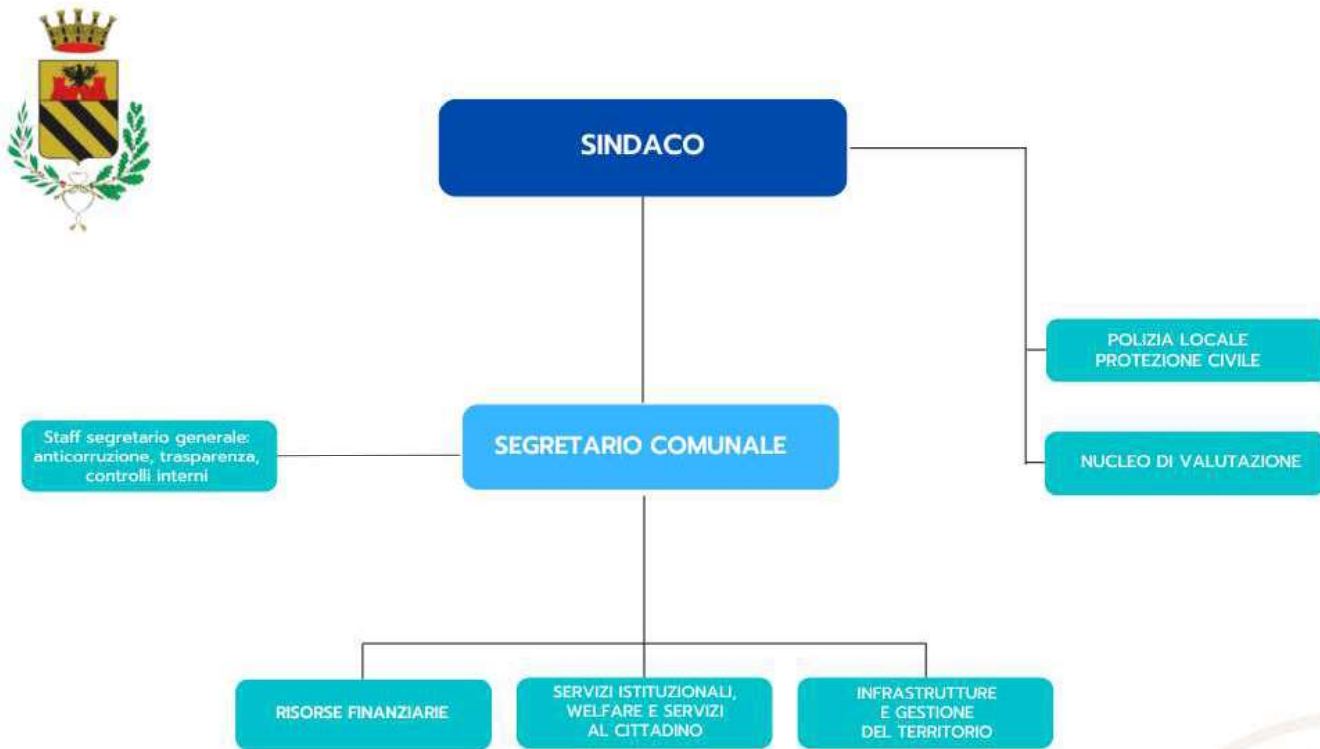 SINDACO
POLIZIA LOCALE
PROTEZIONE CIVILE
Staff segretario generale:
anticorruzione, trasparenza,
controlli interni
SEGRETARIO COMUNALE
NUCLEO DI VALUTAZIONE
RISORSE FINANZIARIE
SERVIZI ISTITUZIONALI,
WELFARE E SERVIZI
AL CITTADINO
INFRASTRUTTURE
E GESTIONE
DEL TERRITORIO